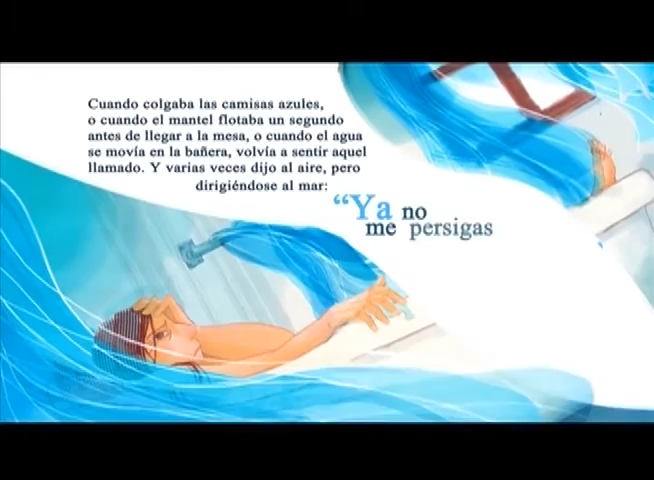 Cuando colgaba las camisas azules,
o cuando el mantel flotaba un segundo
antes de llegar a la mesa, o cuando el agua
se movía en la bañera, volvía a sentir aquel
llamado. Y varias veces dijo al aire, pero
dirigiéndose al mar:
“Ya no
me persigas